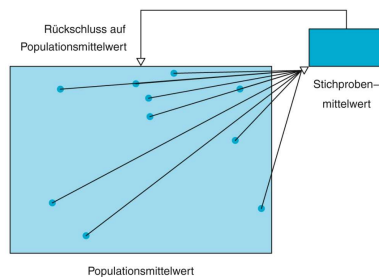 Rückschluss auf
Populationsmittelwert
Stichproben–
mittelwert
Populationsmittelwert